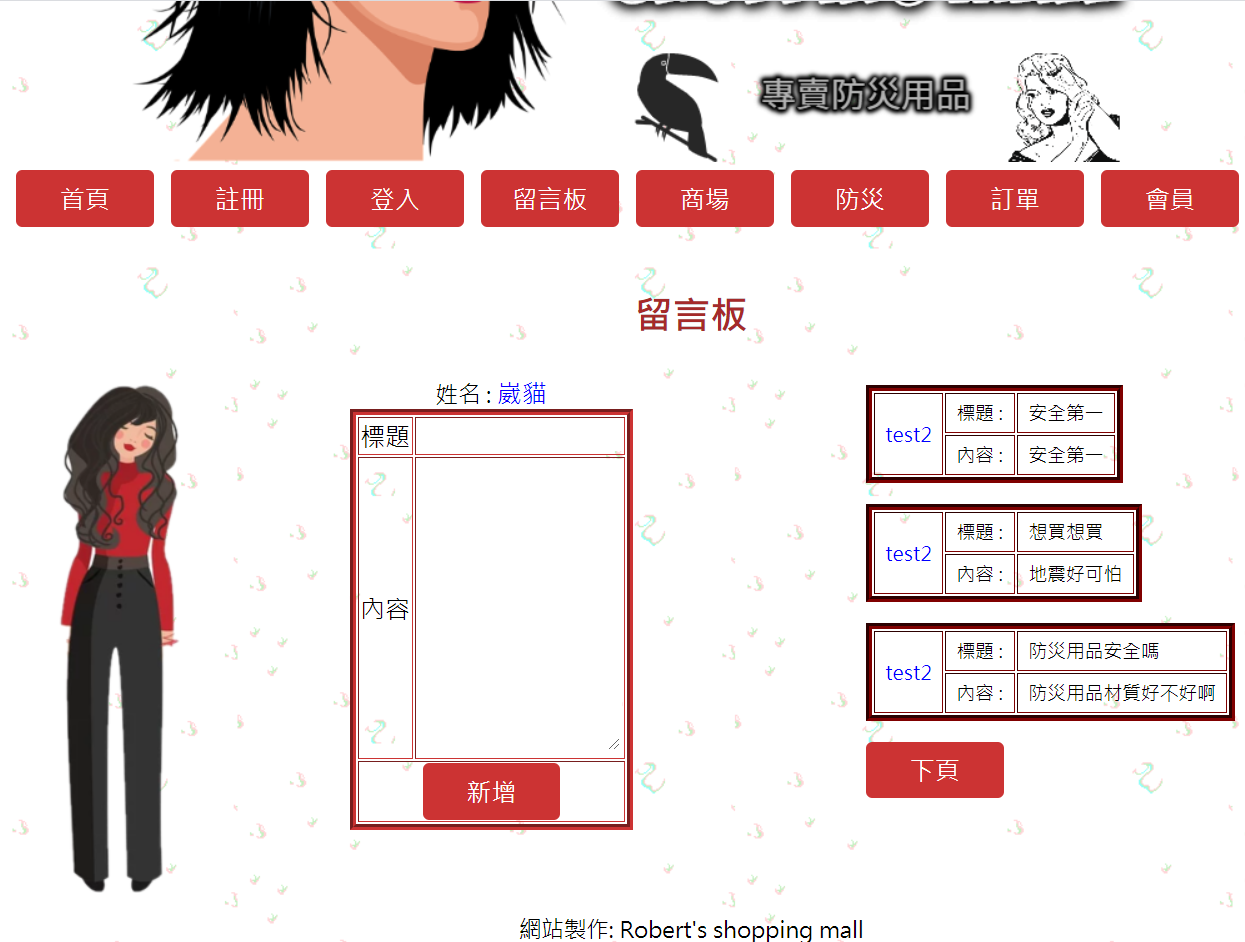 專賣防災用品
首頁 註冊 登入 留言板 商場 防災 訂單 會員
留言板
姓名 : 崴貓
標題
內容
新增
test2
標題 : 安全第一
內容 : 安全第一
test2
標題 : 想買想買
內容 : 地震好可怕
test2
標題 : 防災用品安全嗎
內容 : 防災用品材質好不好啊
下頁
網站製作: Robert's shopping mall